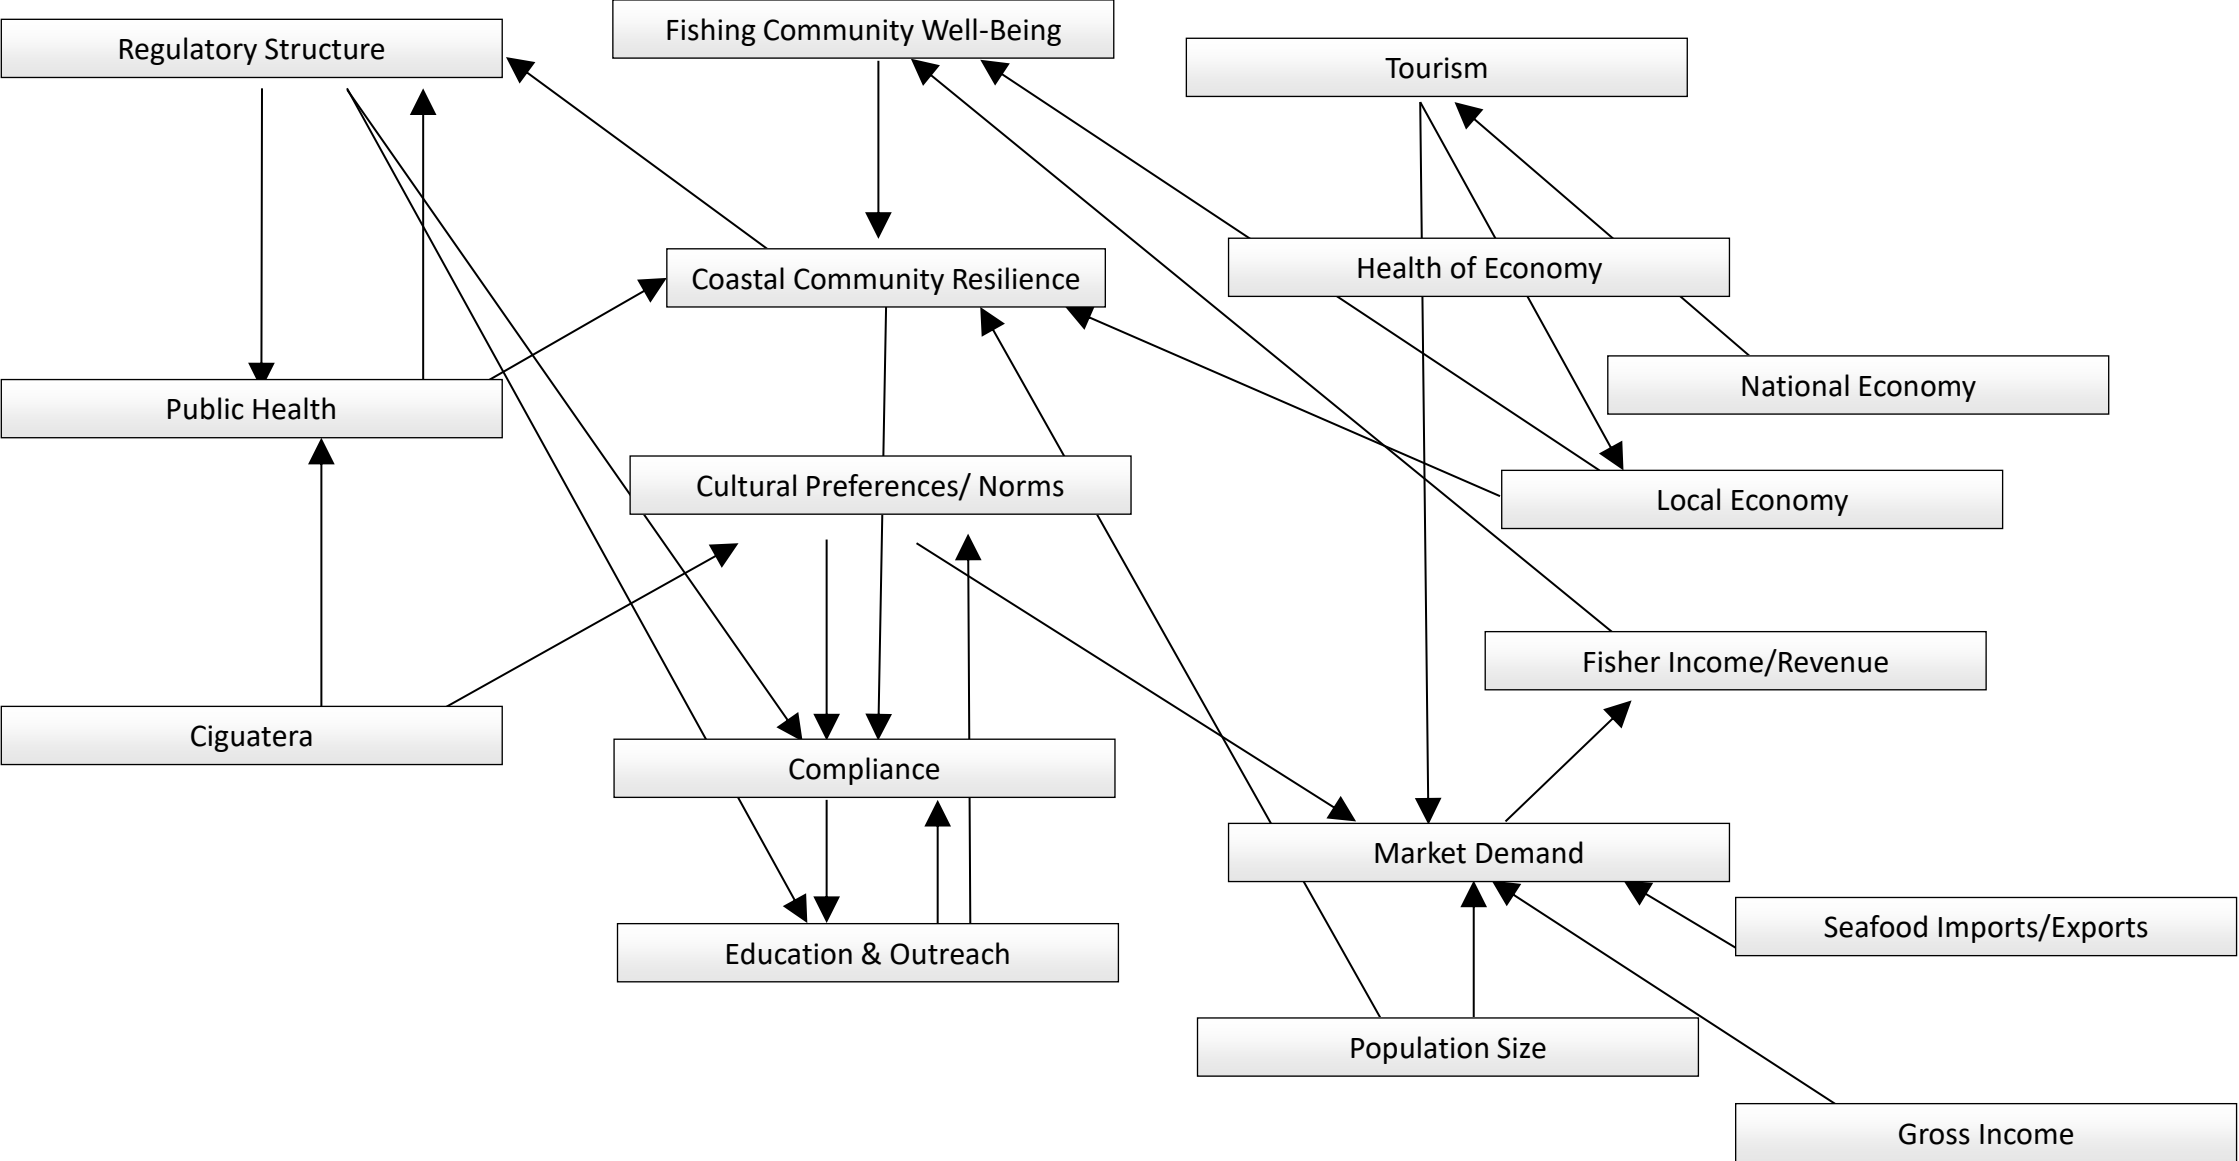 Regulatory Structure
Fishing Community Well-Being
Tourism
Coastal Community Resilience
Health of Economy
National Economy
Public Health
Cultural Preferences/ Norms
Local Economy
Fisher Income/Revenue
Ciguatera
Compliance
Market Demand
Seafood Imports/Exports
Education & Outreach
Population Size
Gross Income